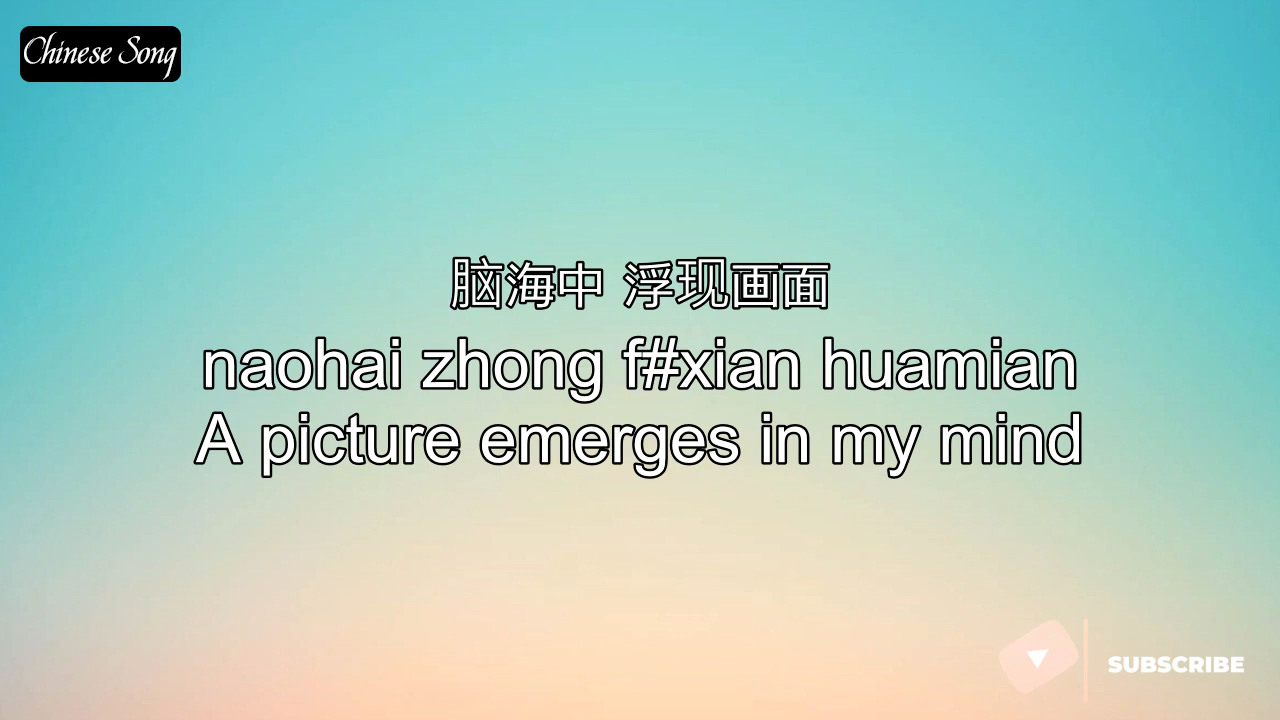 Chinese Song
脑海中 浮现画面
naohai zhong f#xian huamian
A picture emerges in my mind
SUBSCRIBE